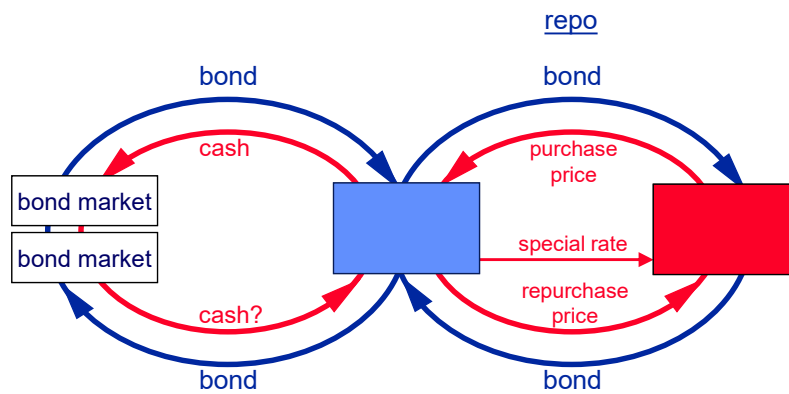 repo
bond
bond
cash
purchase
price
bond market
bond market
special rate
cash?
repurchase
price
bond
bond